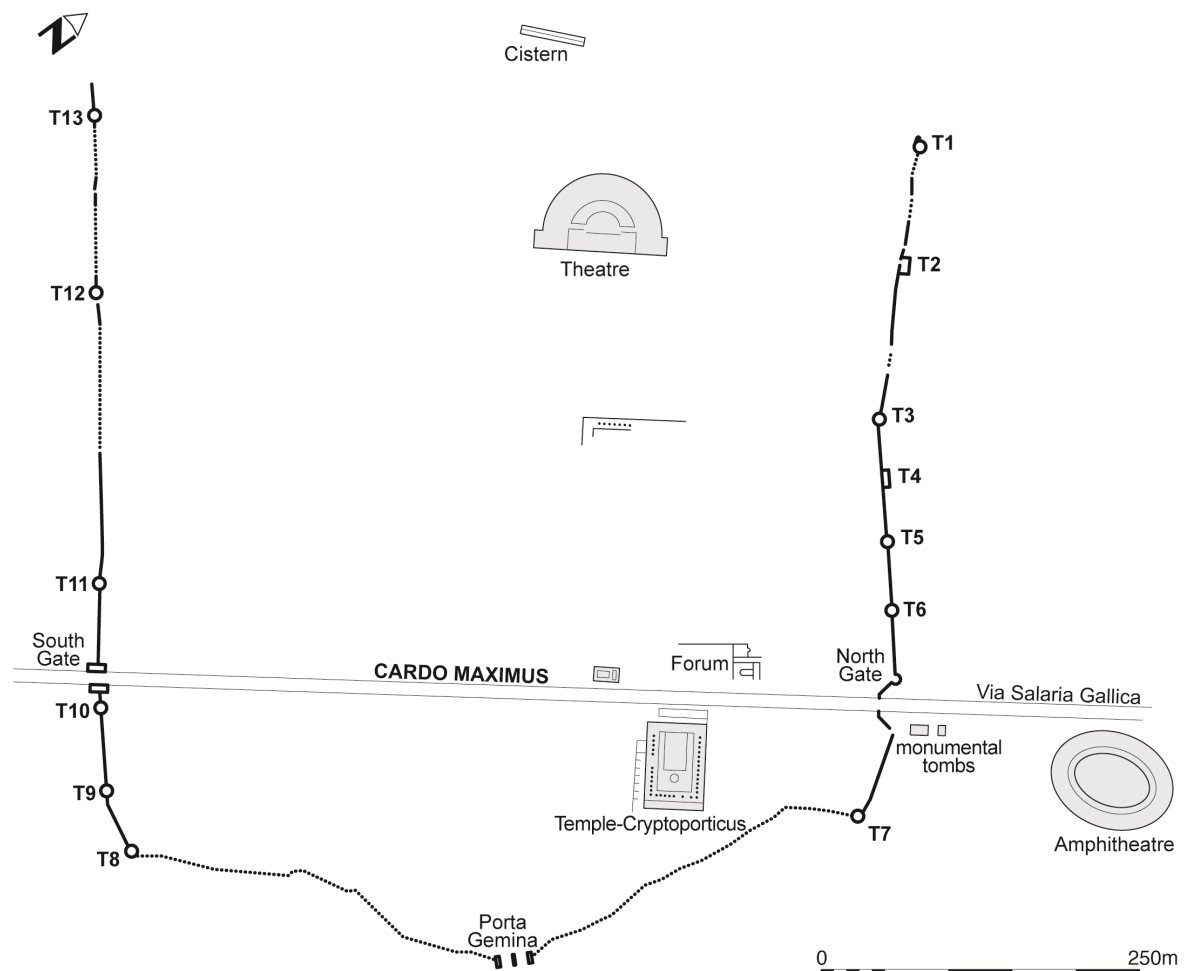 N
Cistern
T13
T1
T2
Theatre
T12
T3
T4
T5
T11
T6
South
Gate
CARDO MAXIMUS
Forum
North
Gate
Via Salaria Gallica
T10
monumental
tombs
T9
Temple-Cryptoporticus
T7
Amphitheatre
T8
Porta
Gemina
0 250m